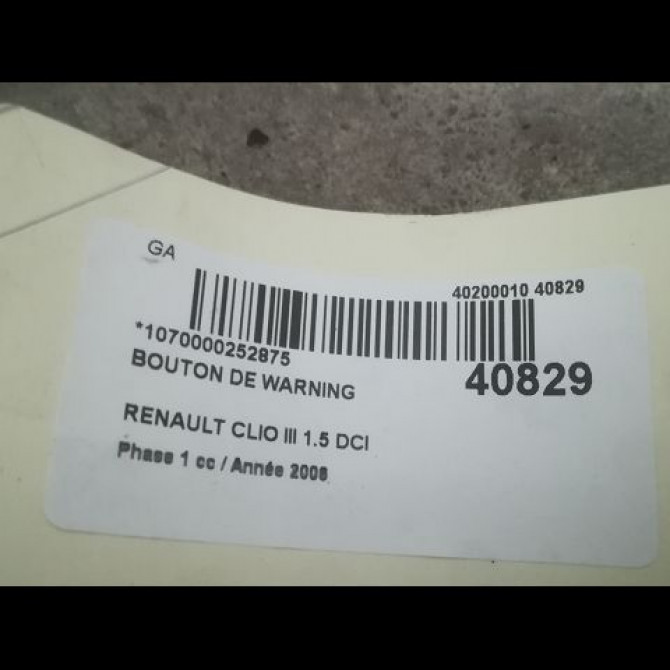 GA
40200010 40829
*1070000252875
40829
BOUTON DE WARNING
RENAULT CLIO III 1.5 DCI
Phase 1 cc / Année 2006